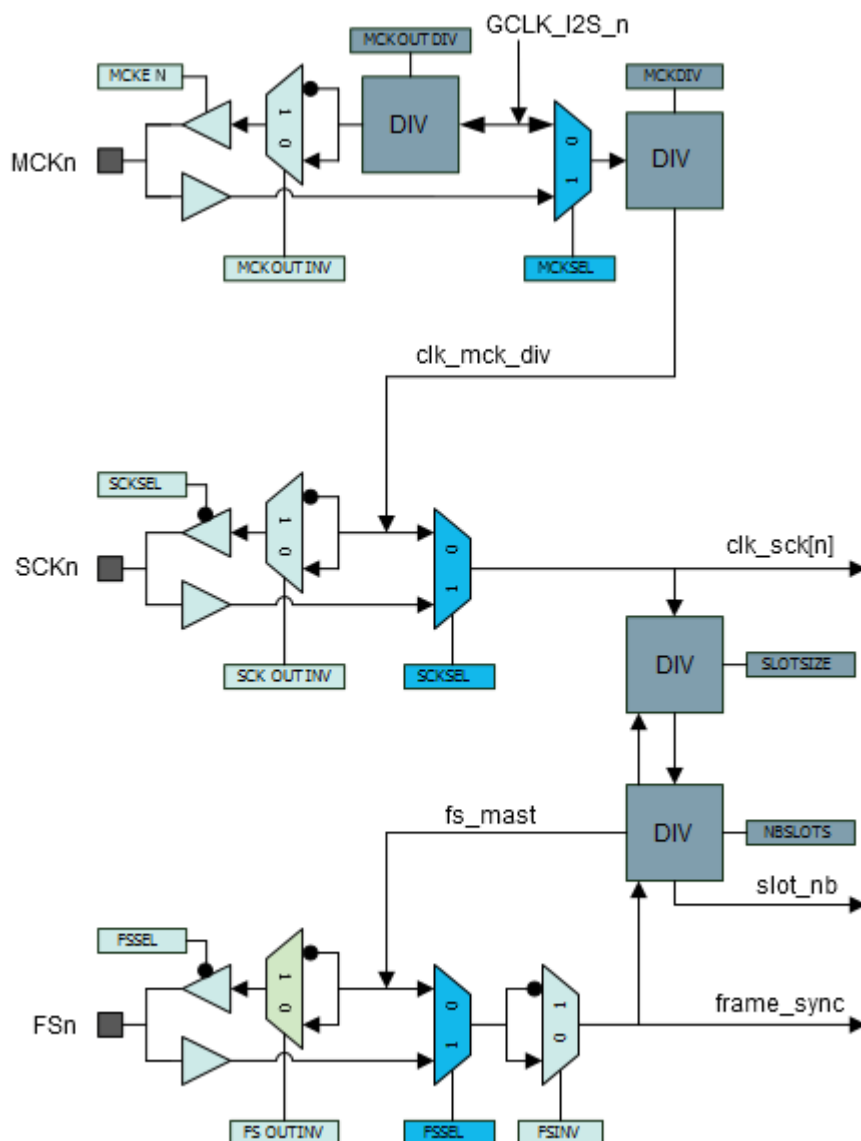 GCLK_I2S_n
MCKOUTDIV
MCKE N
MCKDIV
DIV
1 0
0 1
DIV
MCKn
MCKOUTINV
MCKSEL
clk_mck_div
SCKSEL
1 0
0 1
clk_sck[n]
SCKn
SCK OUTINV
SCKSEL
DIV
SLOTSIZE
fs_mast
DIV
NBSLOTS
slot_nb
FSSEL
1 0
0 1
1 0
frame_sync
FSn
FS OUTINV
FSSEL
FSINV